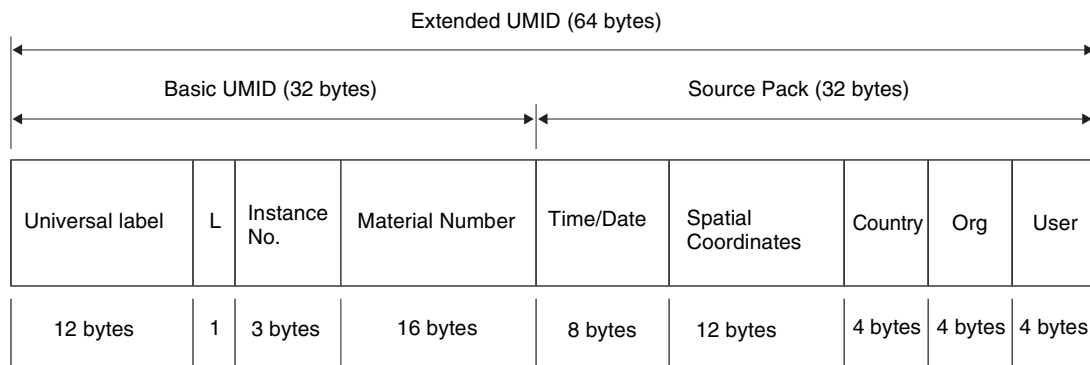 Extended UMID (64 bytes)
Basic UMID (32 bytes) Source Pack (32 bytes)
Universal label L Instance No. Material Number Time/Date Spatial Coordinates Country Org User
12 bytes 1 3 bytes 16 bytes 8 bytes 12 bytes 4 bytes 4 bytes 4 bytes